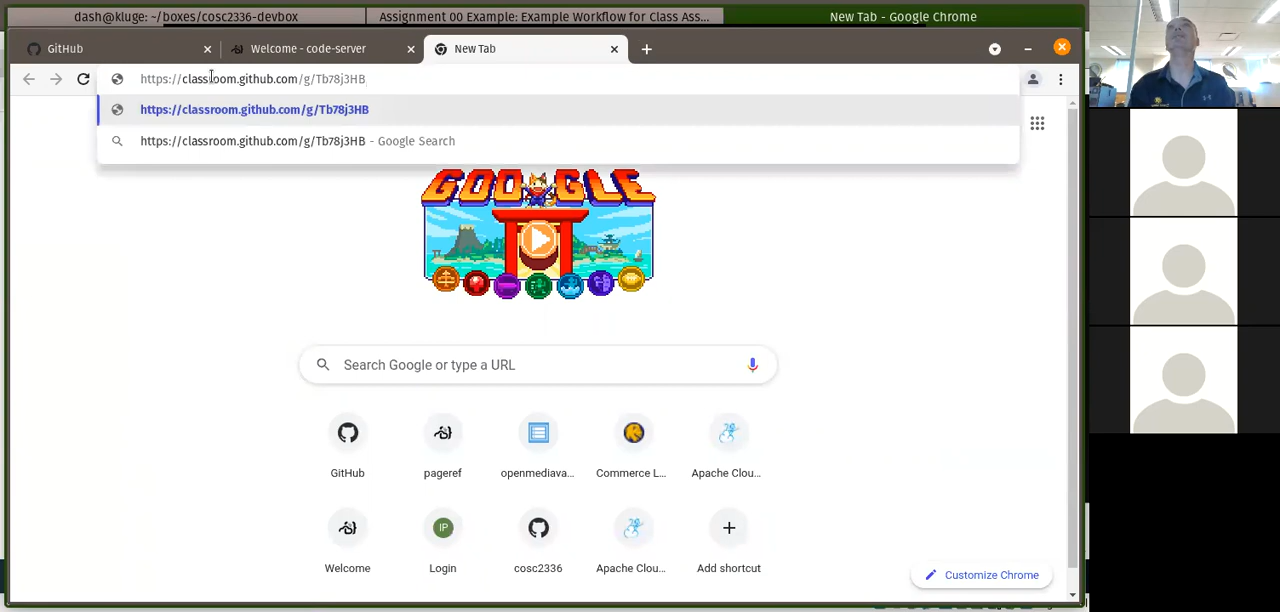 dash@kluge: ~/boxes/cosc2336-devbox
Assignment 00 Example: Example Workflow for Class Ass...
New Tab - Google Chrome
GitHub
Welcome - code-server
New Tab
https://classroom.github.com/g/Tb78j3HB
https://classroom.github.com/g/Tb78j3HB
https://classroom.github.com/g/Tb78j3HB - Google Search
GOOGLE
Search Google or type a URL
GitHub
pageref
openmediava...
Commerce L...
Apache Clou...
IP
Welcome
Login
cosc2336
Apache Clou...
Add shortcut
Customize Chrome